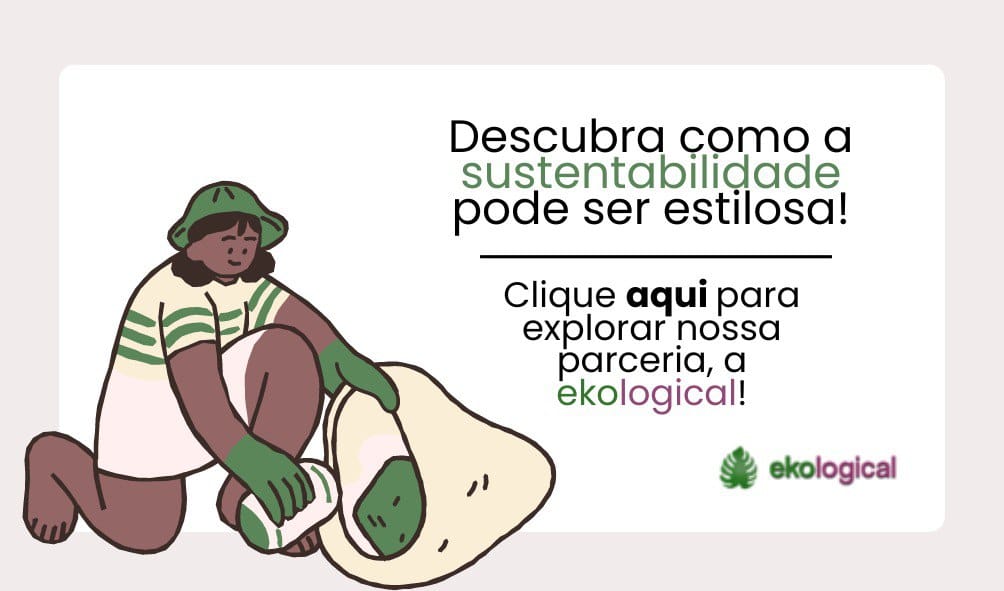 Descubra como a
sustentabilidade
pode ser estilosa!
Clique aqui para
explorar nossa
parceria, a
ekological!
ekological